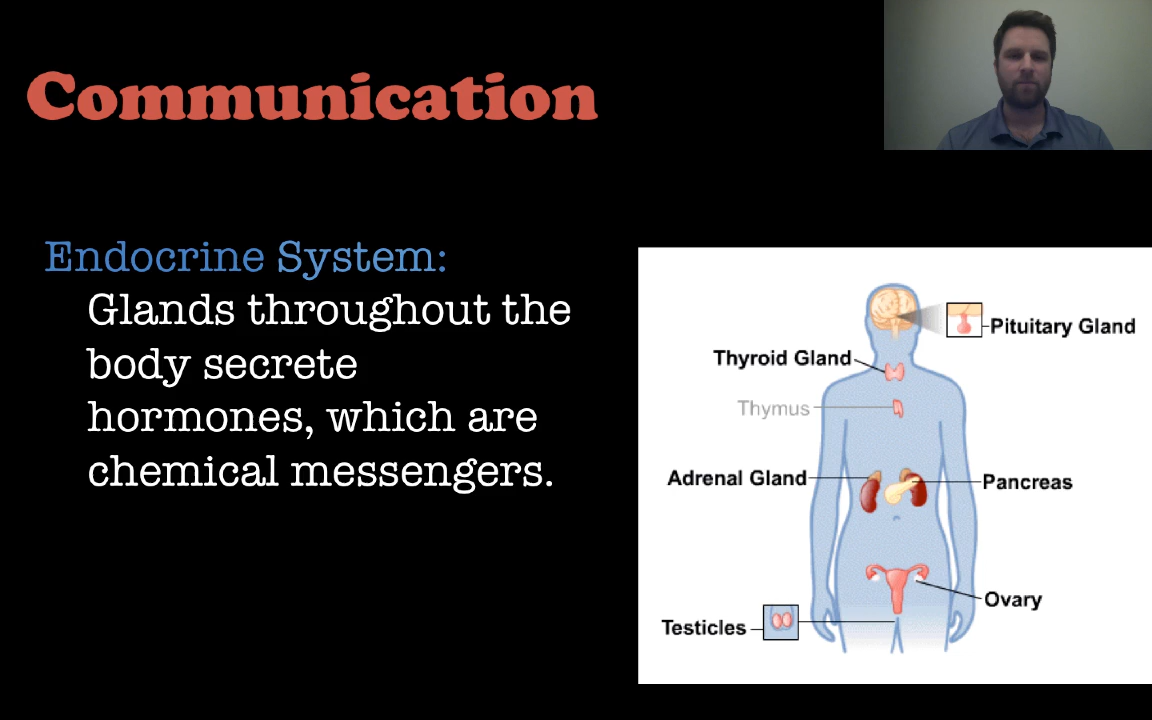 Communication
Endocrine System:
Glands throughout the
body secrete
hormones, which are
chemical messengers.
Pituitary Gland
Thyroid Gland
Thymus
Adrenal Gland
Pancreas
Ovary
Testicles